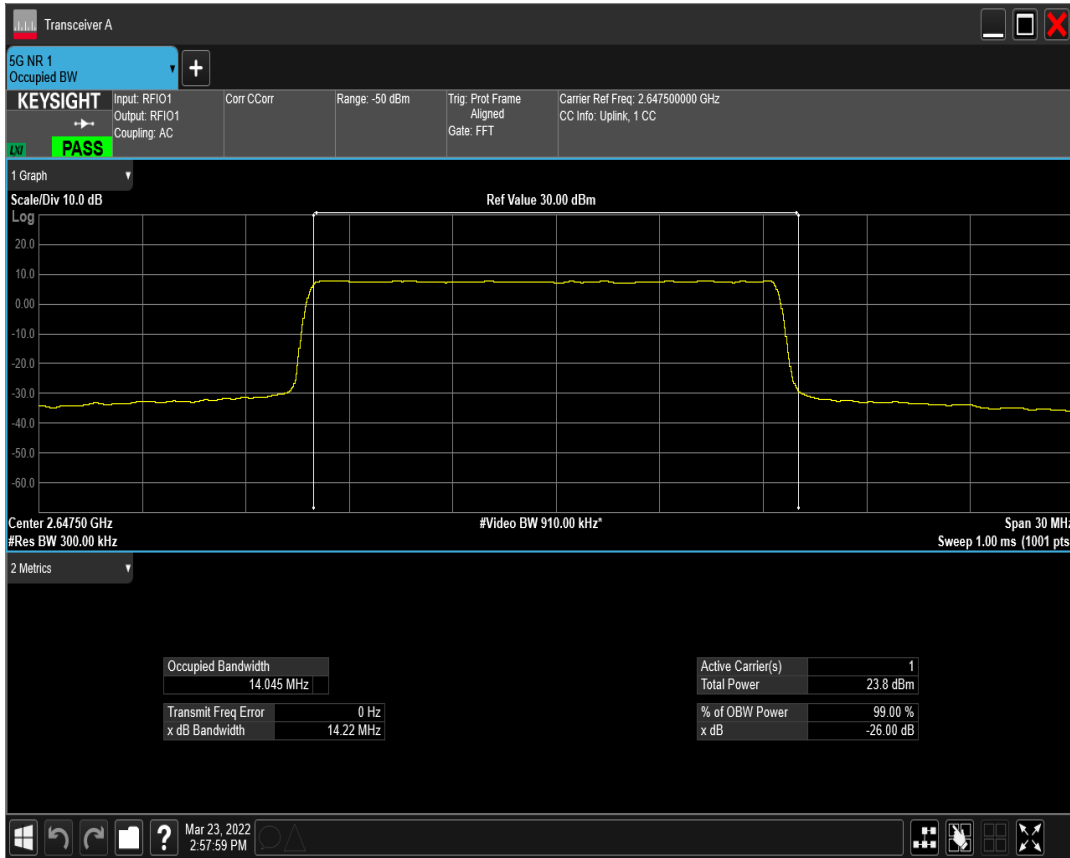 Transceiver A
5G NR 1
Occupied BW
KEYSIGHT
Input: RFIO1
Output: RFIO1
Coupling: AC
Corr CCorr
Range: -50 dBm
Trig: Prot Frame
Aligned
Gate: FFT
Carrier Ref Freq: 2.647500000 GHz
CC Info: Uplink, 1 CC
LXI
PASS
1 Graph
Scale/Div 10.0 dB
Ref Value 30.00 dBm
Log
20.0
10.0
0.00
-10.0
-20.0
-30.0
-40.0
-50.0
-60.0
Center 2.64750 GHz
#Video BW 910.00 kHz*
Span 30 MHz
#Res BW 300.00 kHz
Sweep 1.00 ms (1001 pts
2 Metrics
Occupied Bandwidth
14.045 MHz
Transmit Freq Error 0 Hz
x dB Bandwidth 14.22 MHz
Active Carrier(s) 1
Total Power 23.8 dBm
% of OBW Power 99.00 %
x dB -26.00 dB
?
Mar 23, 2022
2:57:59 PM